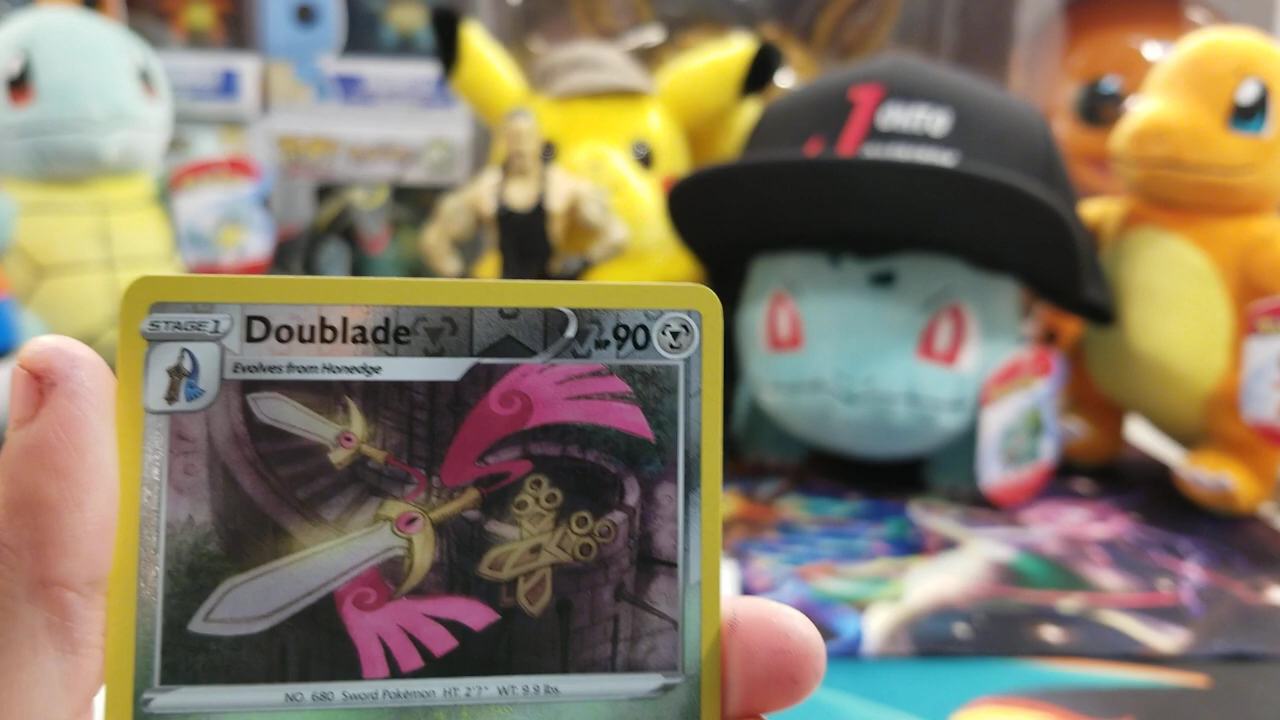 STAGE 1
Doublade
HP 90
Evolves from Honedge
NO. 680 Sword Pokémon HT: 2'7" WT: 9.9 lbs.